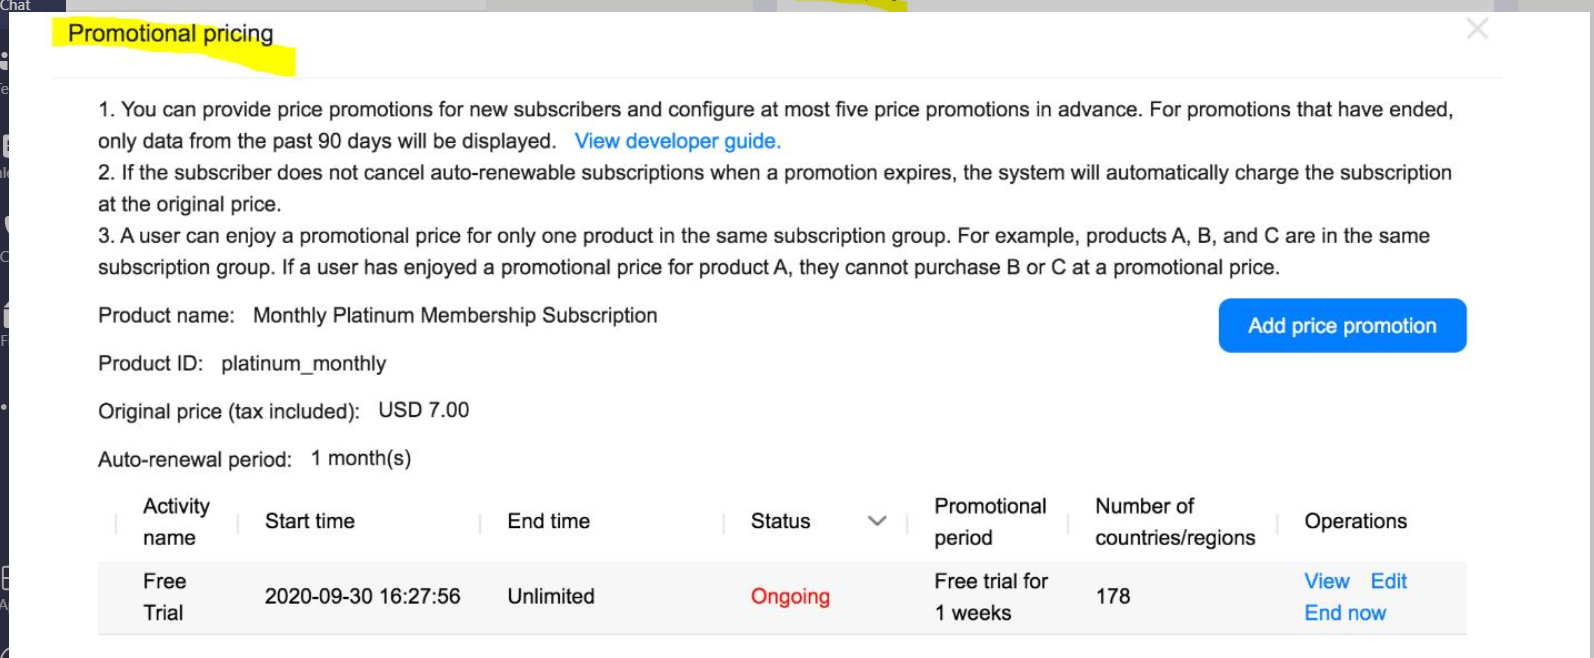 Chat
Promotional pricing
1. You can provide price promotions for new subscribers and configure at most five price promotions in advance. For promotions that have ended,
only data from the past 90 days will be displayed. View developer guide.
2. If the subscriber does not cancel auto-renewable subscriptions when a promotion expires, the system will automatically charge the subscription
at the original price.
3. A user can enjoy a promotional price for only one product in the same subscription group. For example, products A, B, and C are in the same
subscription group. If a user has enjoyed a promotional price for product A, they cannot purchase B or C at a promotional price.
Product name: Monthly Platinum Membership Subscription
Add price promotion
Product ID: platinum_monthly
Original price (tax included): USD 7.00
Auto-renewal period: 1 month(s)
Activity name Start time End time Status Promotional period Number of countries/regions Operations
Free Trial 2020-09-30 16:27:56 Unlimited Ongoing Free trial for 1 weeks 178 View Edit End now